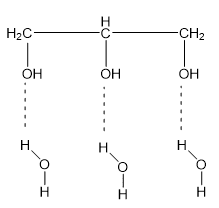 H
H₂C C CH₂
OH OH OH
H H H
O O O
H H H